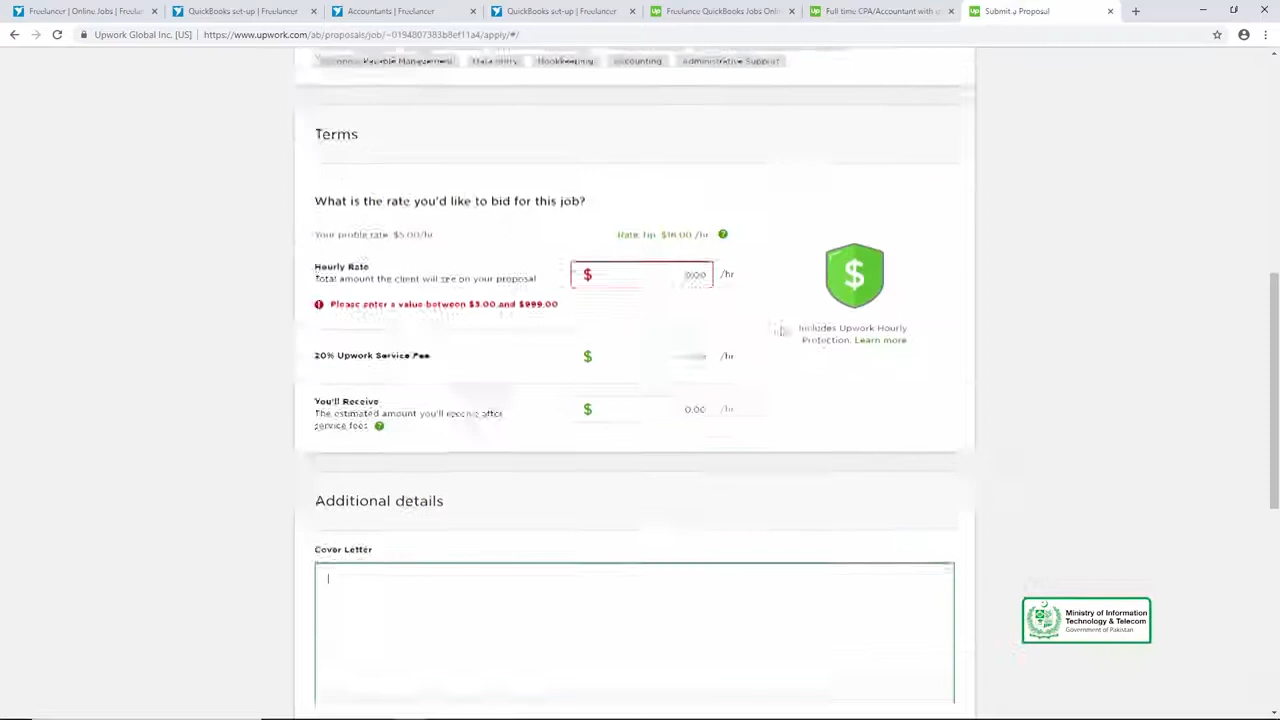 Freelancer | Online Jobs | Freelan
QuickBooks set-up | Freelancer
Accountants | Freelancer
QuickBooks set-up | Freelancer
Freelance QuickBooks Jobs Onli
Full time CPA/Accountant with
Submit a Proposal
Upwork Global Inc. [US]
https://www.upwork.com/ab/proposals/job/~0194807383b8ef11a4/apply/#/
Payable Management
Data entry
Bookkeeping
Accounting
Administrative Support
Terms
What is the rate you'd like to bid for this job?
Your profile rate: $5.00/hr
Rate Tip $16.00 /hr
Hourly Rate
Total amount the client will see on your proposal
$ 0.00 /hr
Please enter a value between $3.00 and $999.00
Includes Upwork Hourly
Protection. Learn more
20% Upwork Service Fee
$ /hr
You'll Receive
The estimated amount you'll receive after
service fees
$ 0.00 /hr
Additional details
Cover Letter
Ministry of Information
Technology & Telecom
Government of Pakistan